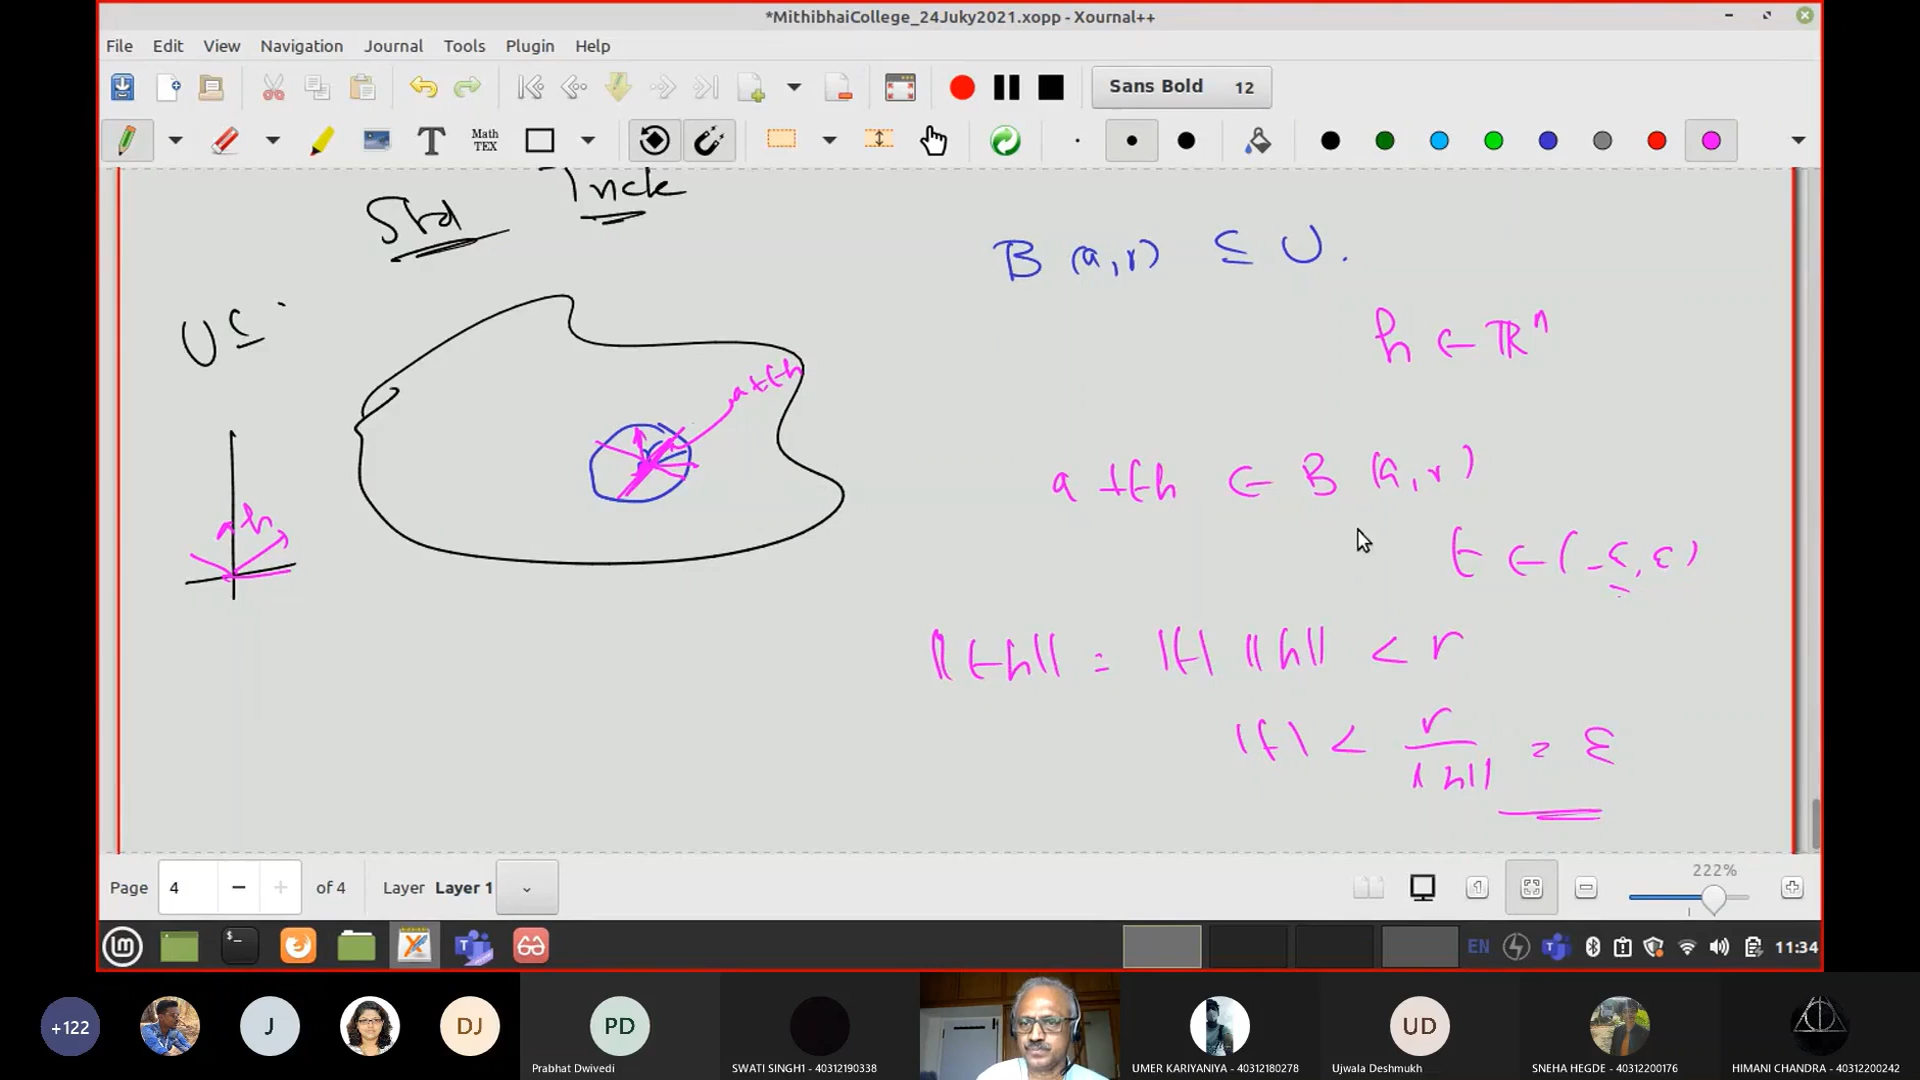 *MithibhaiCollege_24Juky2021.xopp - Xournal++
File Edit View Navigation Journal Tools Plugin Help
Sans Bold 12
Math TEX
Std Trick
B (a,r) ⊆ U.
U ⊆
h ∈ ℝⁿ
a+th
h
a + th ∈ B (a,r)
t ∈ (-ε, ε)
||th|| = |t| ||h|| < r
|t| < r/||h|| = ε
222%
Page 4 of 4 Layer Layer 1
EN 11:34
+122 J DJ PD UD
Prabhat Dwivedi SWATI SINGH1 - 40312190338 UMER KARIYANIYA - 40312180278 Ujwala Deshmukh SNEHA HEGDE - 40312200176 HIMANI CHANDRA - 40312200242